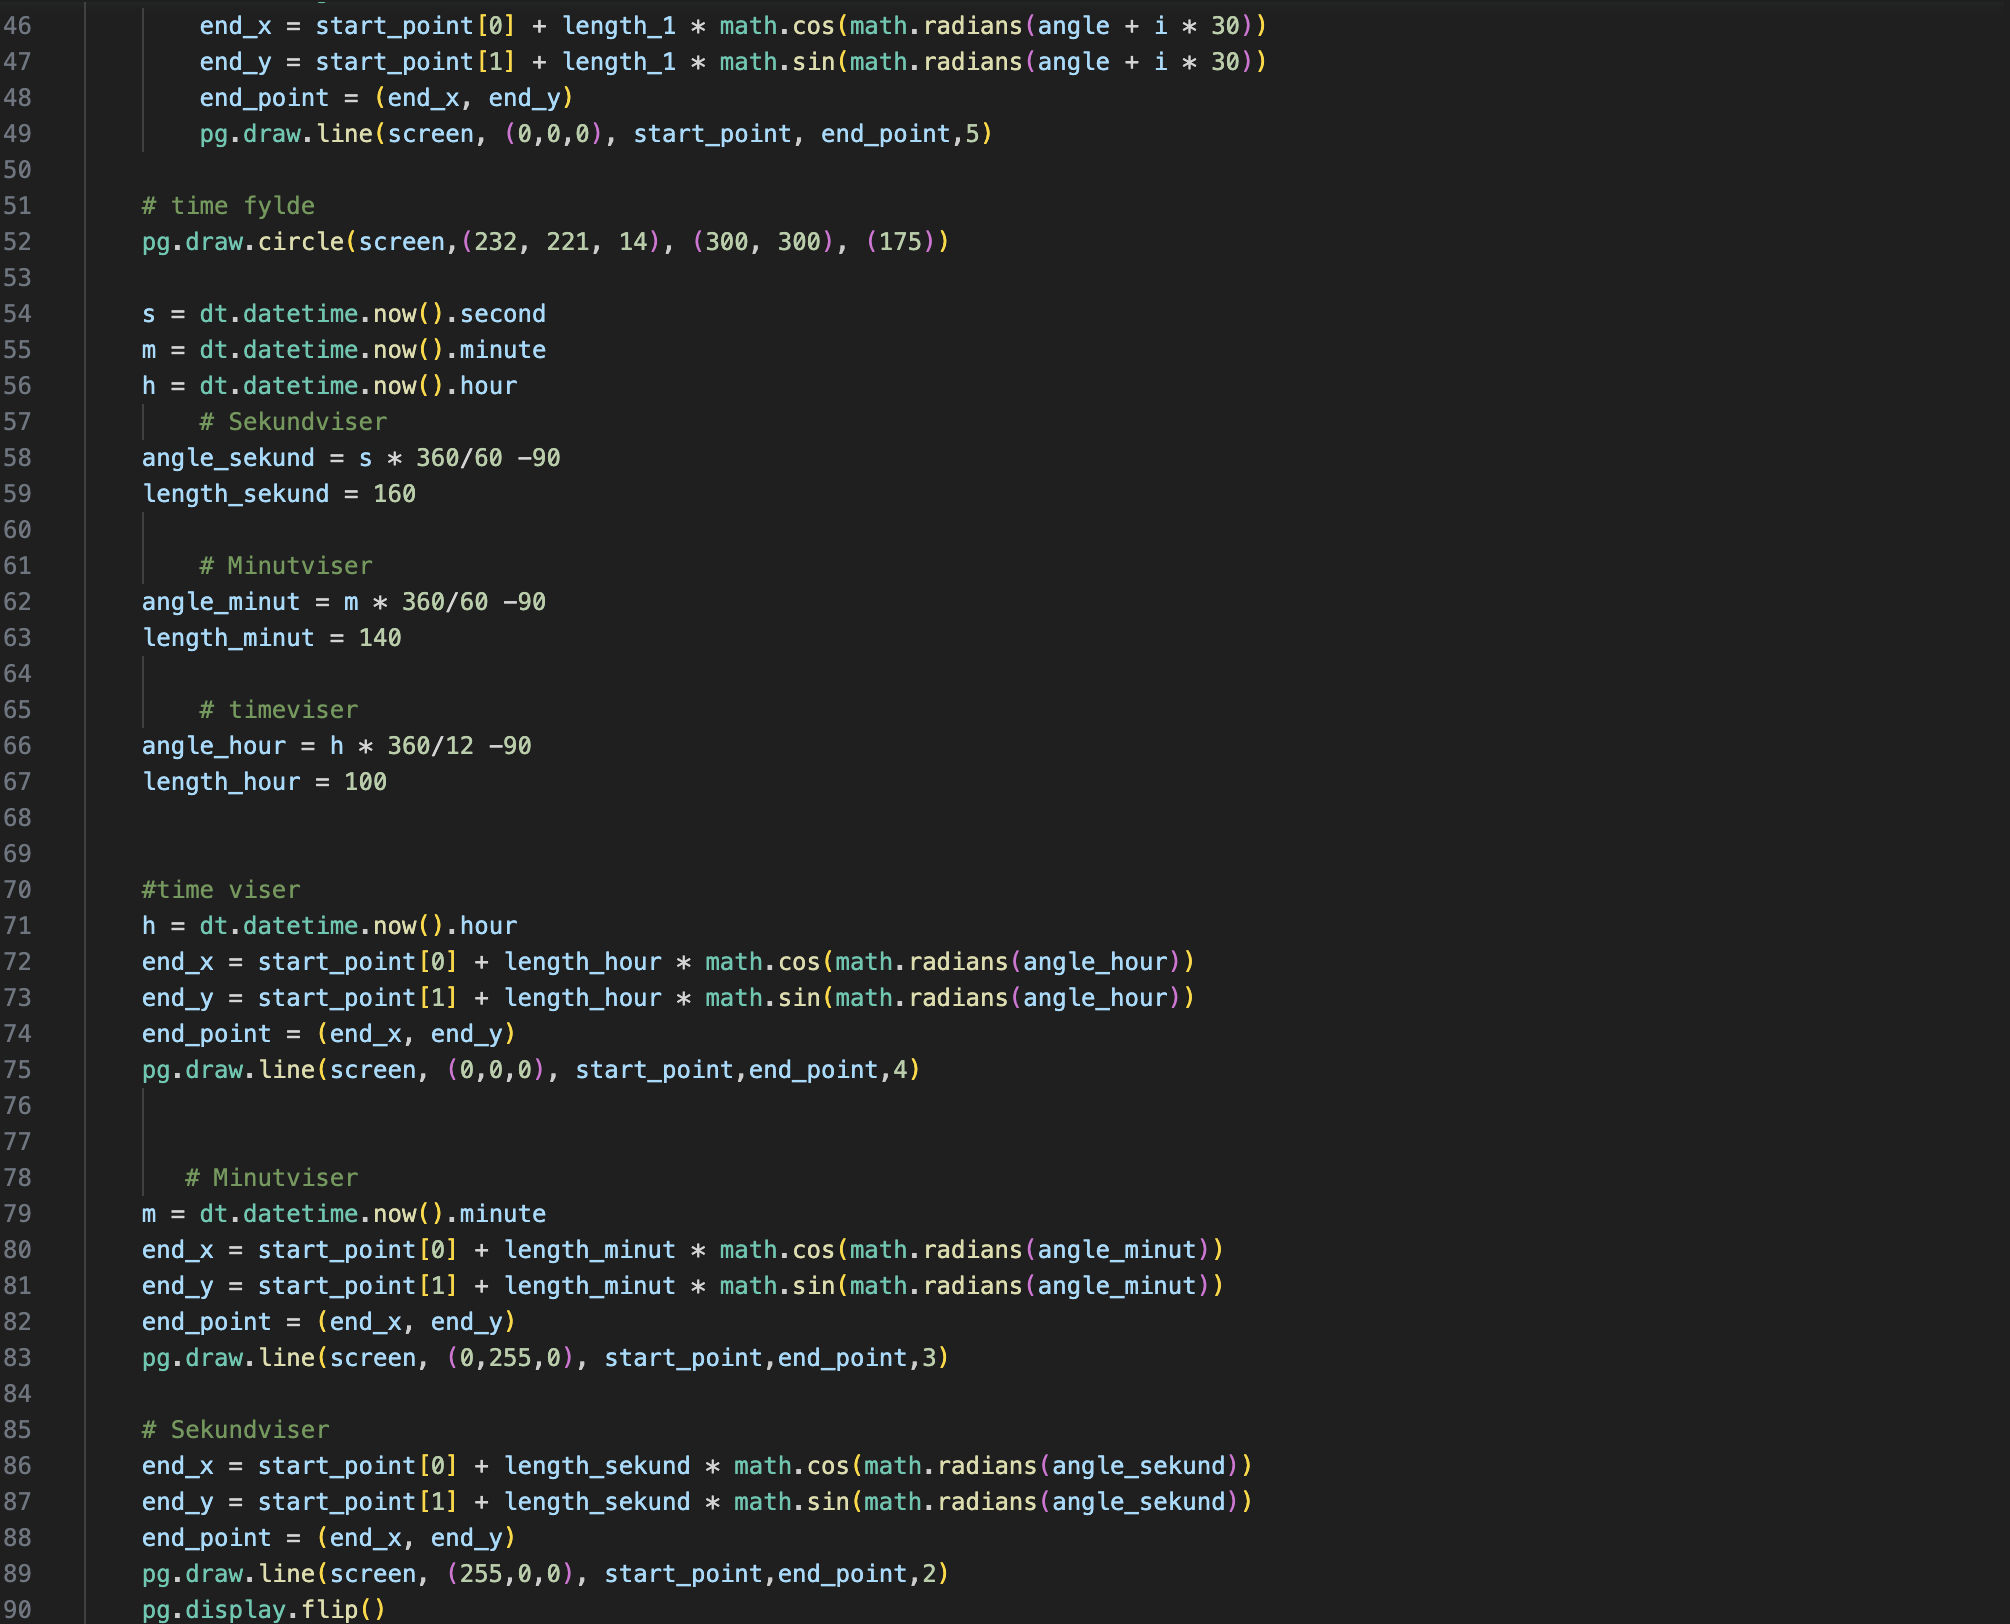 46 end_x = start_point[0] + length_1 * math.cos(math.radians(angle + i * 30))
47 end_y = start_point[1] + length_1 * math.sin(math.radians(angle + i * 30))
48 end_point = (end_x, end_y)
49 pg.draw.line(screen, (0,0,0), start_point, end_point,5)
50
51 # time fylde
52 pg.draw.circle(screen,(232, 221, 14), (300, 300), (175))
53
54 s = dt.datetime.now().second
55 m = dt.datetime.now().minute
56 h = dt.datetime.now().hour
57 # Sekundviser
58 angle_sekund = s * 360/60 -90
59 length_sekund = 160
60
61 # Minutviser
62 angle_minut = m * 360/60 -90
63 length_minut = 140
64
65 # timeviser
66 angle_hour = h * 360/12 -90
67 length_hour = 100
68
69
70 #time viser
71 h = dt.datetime.now().hour
72 end_x = start_point[0] + length_hour * math.cos(math.radians(angle_hour))
73 end_y = start_point[1] + length_hour * math.sin(math.radians(angle_hour))
74 end_point = (end_x, end_y)
75 pg.draw.line(screen, (0,0,0), start_point,end_point,4)
76
77
78 # Minutviser
79 m = dt.datetime.now().minute
80 end_x = start_point[0] + length_minut * math.cos(math.radians(angle_minut))
81 end_y = start_point[1] + length_minut * math.sin(math.radians(angle_minut))
82 end_point = (end_x, end_y)
83 pg.draw.line(screen, (0,255,0), start_point,end_point,3)
84
85 # Sekundviser
86 end_x = start_point[0] + length_sekund * math.cos(math.radians(angle_sekund))
87 end_y = start_point[1] + length_sekund * math.sin(math.radians(angle_sekund))
88 end_point = (end_x, end_y)
89 pg.draw.line(screen, (255,0,0), start_point,end_point,2)
90 pg.display.flip()